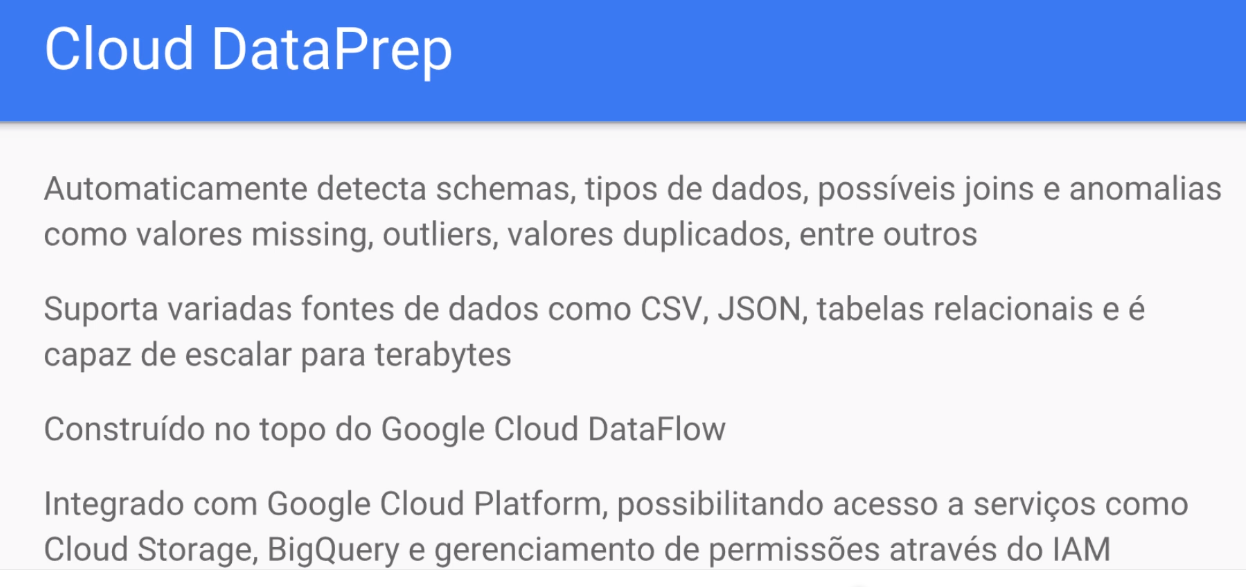 Cloud DataPrep
Automaticamente detecta schemas, tipos de dados, possíveis joins e anomalias
como valores missing, outliers, valores duplicados, entre outros
Suporta variadas fontes de dados como CSV, JSON, tabelas relacionais e é
capaz de escalar para terabytes
Construído no topo do Google Cloud DataFlow
Integrado com Google Cloud Platform, possibilitando acesso a serviços como
Cloud Storage, BigQuery e gerenciamento de permissões através do IAM